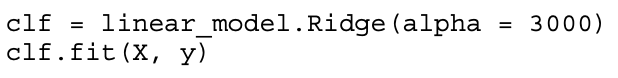 clf = linear_model.Ridge(alpha = 3000)
clf.fit(X, y)